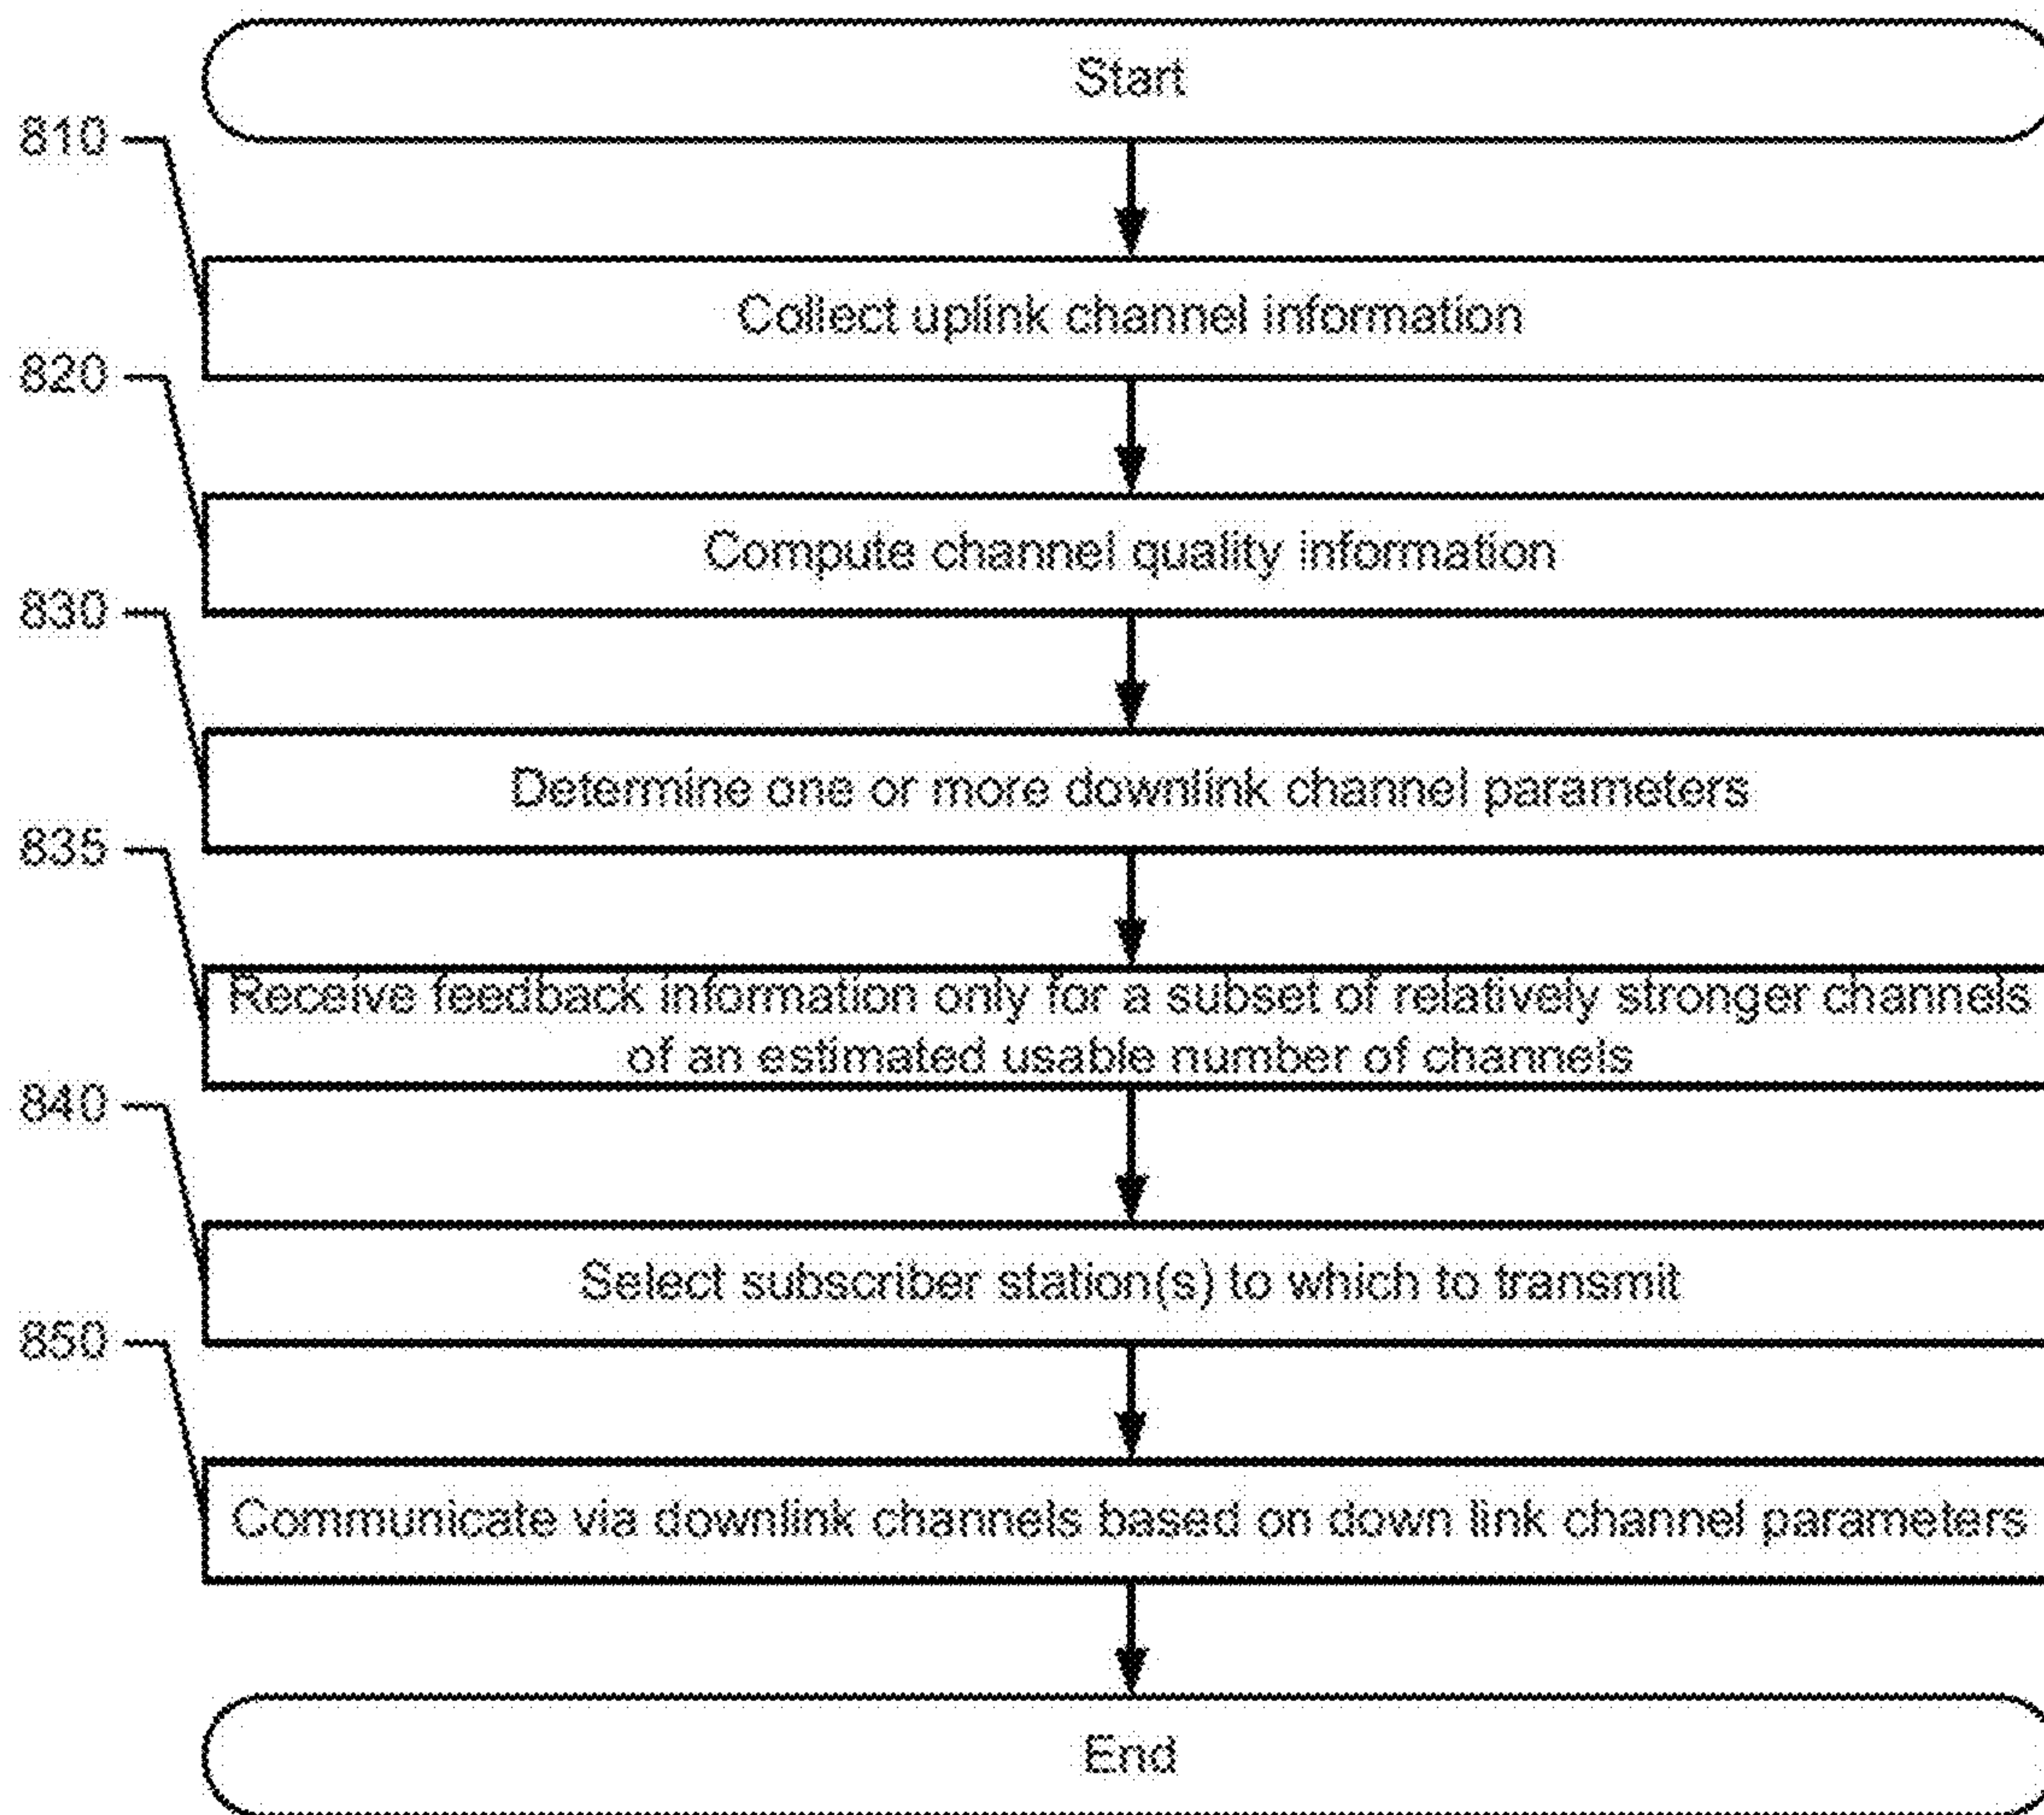 Start
810
Collect uplink channel information
820
Compute channel quality information
830
Determine one or more downlink channel parameters
835
Receive feedback information only for a subset of relatively stronger channels
of an estimated usable number of channels
840
Select subscriber station(s) to which to transmit
850
Communicate via downlink channels based on down link channel parameters
End